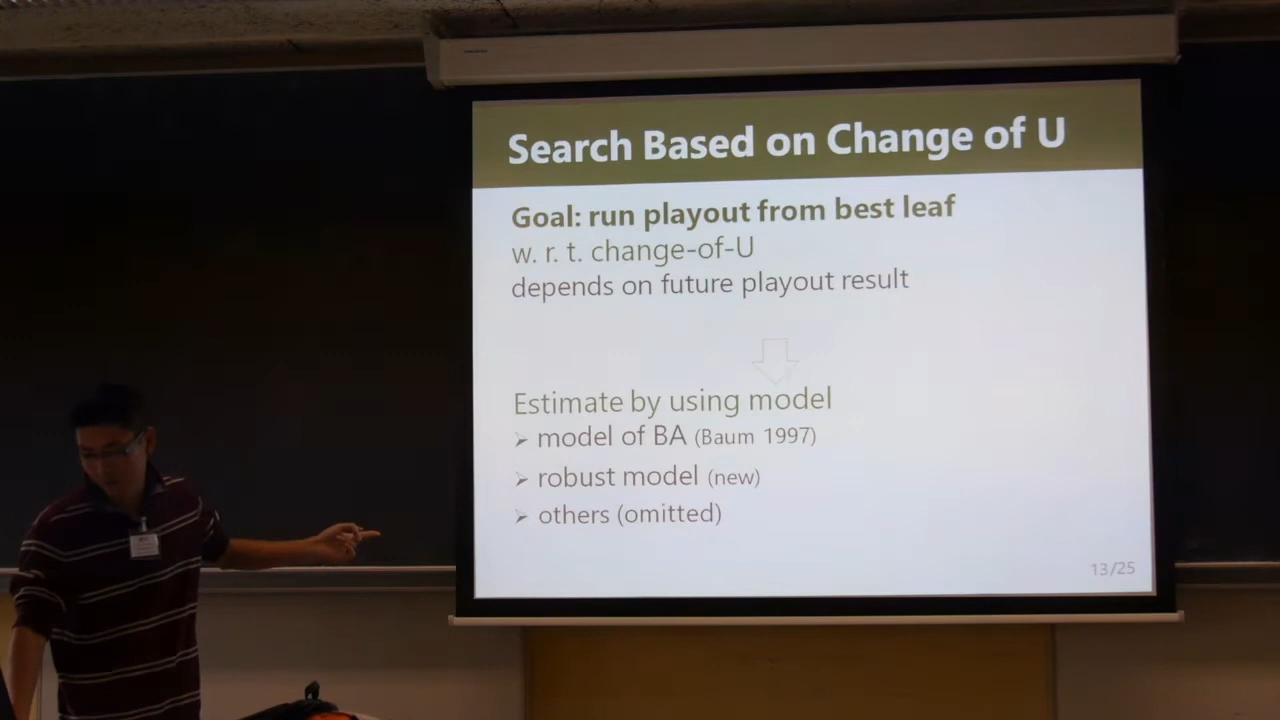 Search Based on Change of U
Goal: run playout from best leaf
w. r. t. change-of-U
depends on future playout result
Estimate by using model
➢ model of BA (Baum 1997)
➢ robust model (new)
➢ others (omitted)
13/25